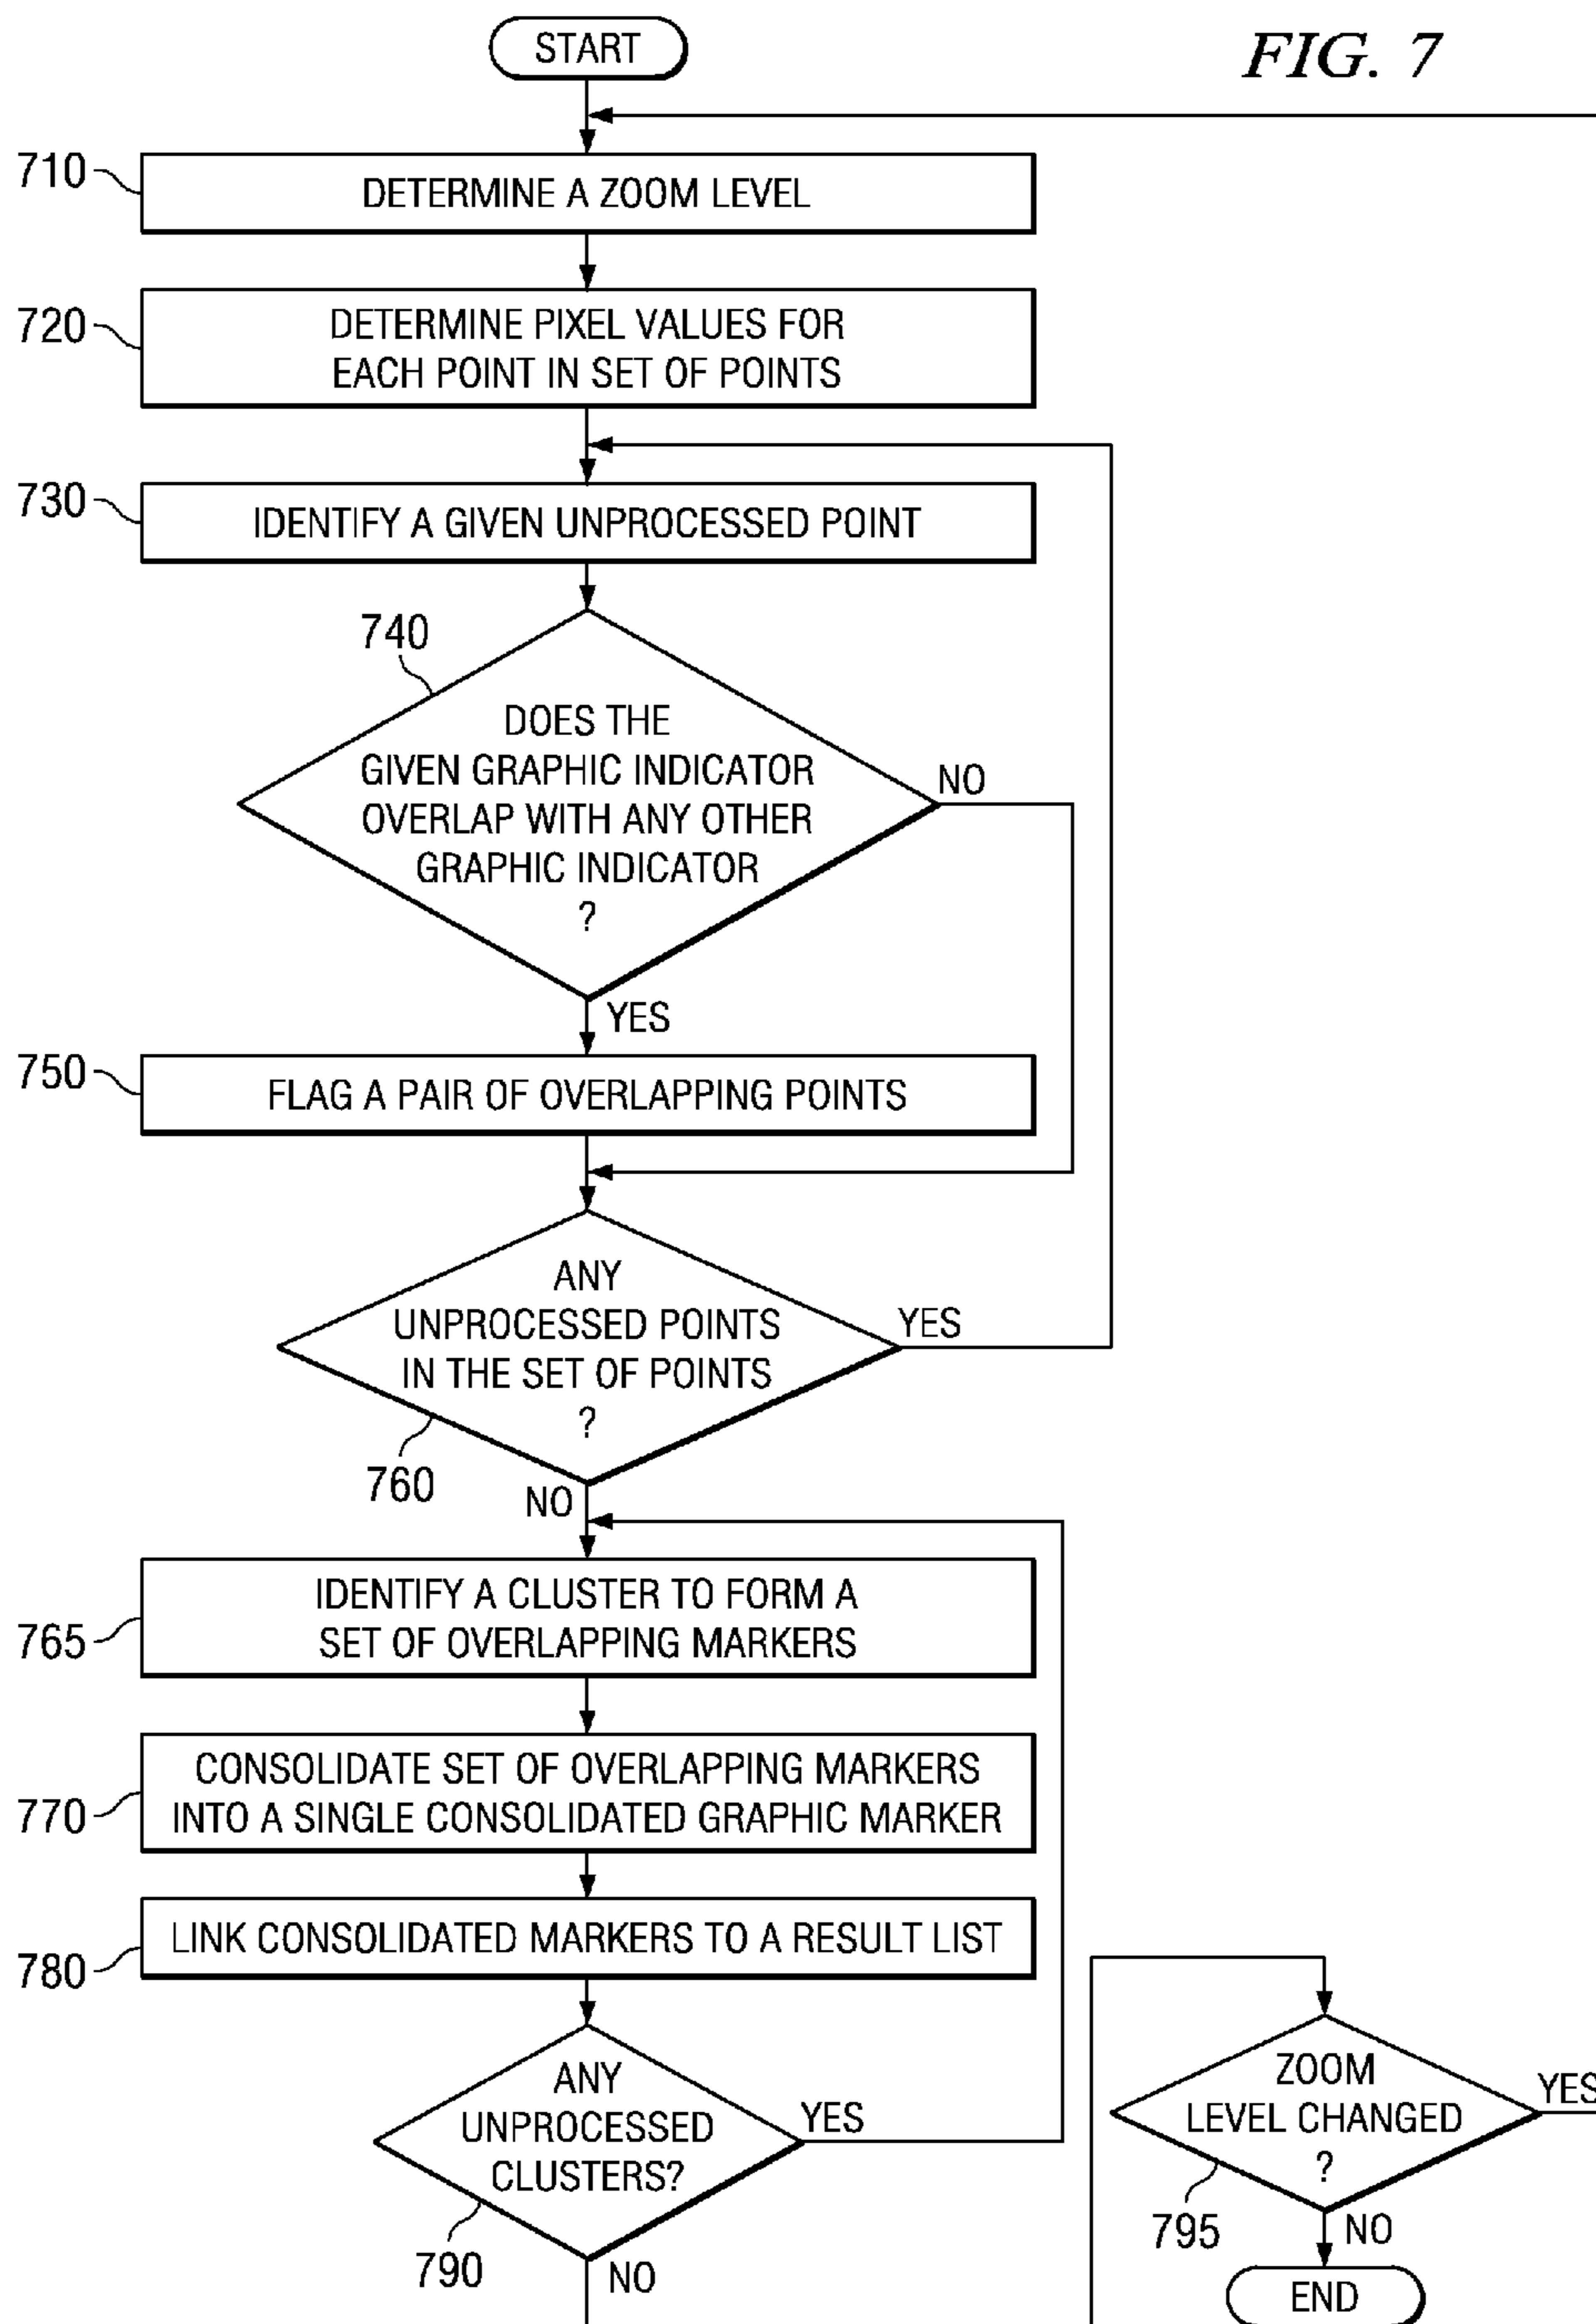 START
FIG. 7
710
DETERMINE A ZOOM LEVEL
720
DETERMINE PIXEL VALUES FOR
EACH POINT IN SET OF POINTS
730
IDENTIFY A GIVEN UNPROCESSED POINT
740
DOES THE
GIVEN GRAPHIC INDICATOR
OVERLAP WITH ANY OTHER
GRAPHIC INDICATOR
?
NO
YES
750
FLAG A PAIR OF OVERLAPPING POINTS
ANY
UNPROCESSED POINTS
IN THE SET OF POINTS
?
YES
760
NO
765
IDENTIFY A CLUSTER TO FORM A
SET OF OVERLAPPING MARKERS
770
CONSOLIDATE SET OF OVERLAPPING MARKERS
INTO A SINGLE CONSOLIDATED GRAPHIC MARKER
780
LINK CONSOLIDATED MARKERS TO A RESULT LIST
ANY
UNPROCESSED
CLUSTERS?
YES
790
NO
ZOOM
LEVEL CHANGED
?
YES
795
NO
END